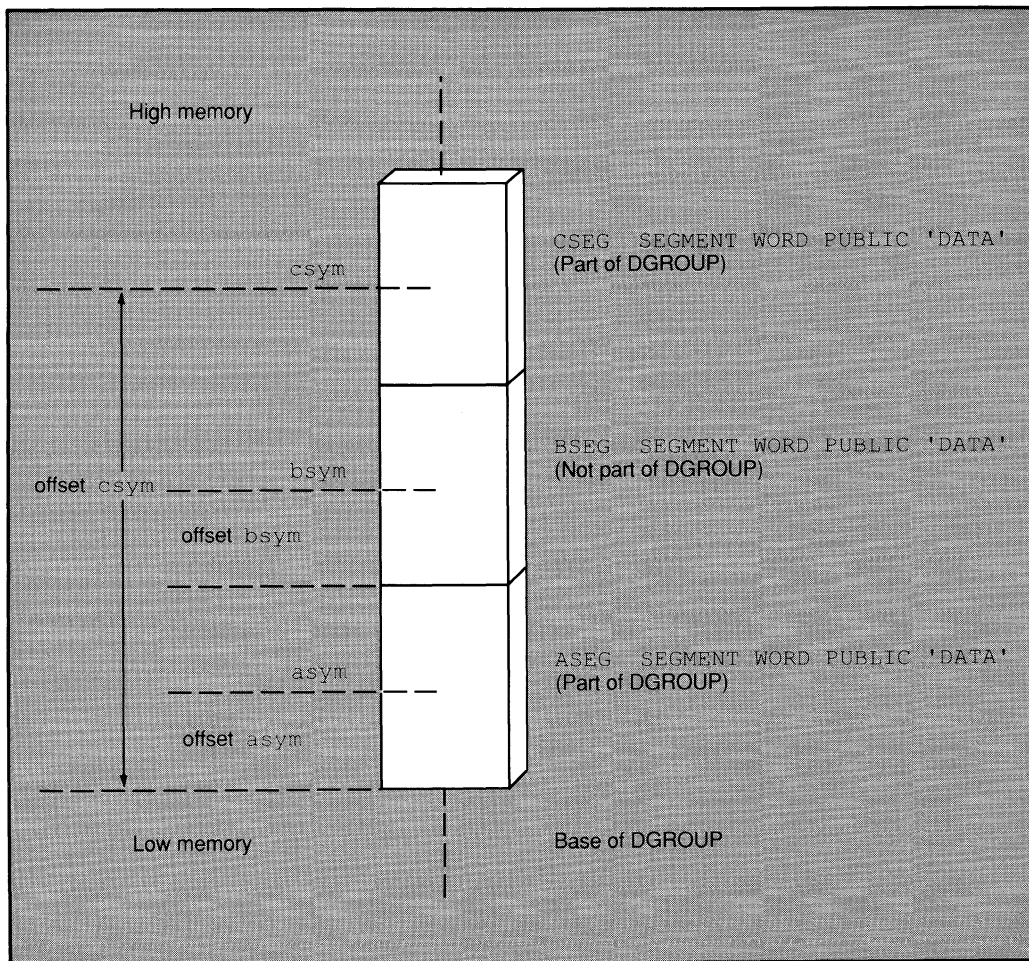 High memory
CSEG SEGMENT WORD PUBLIC 'DATA'
(Part of DGROUP)
csym
BSEG SEGMENT WORD PUBLIC 'DATA'
(Not part of DGROUP)
bsym
offset csym
offset bsym
ASEG SEGMENT WORD PUBLIC 'DATA'
(Part of DGROUP)
asym
offset asym
Low memory
Base of DGROUP